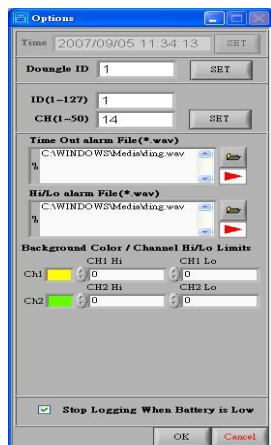 Options
Time 2007/09/05 11:34:13 SET
Doungle ID 1 SET
ID(1~127) 1
CH(1~50) 14 SET
Time Out alarm File(*.wav)
C:\WINDOWS\Media\ding.wav
Hi/Lo alarm File(*.wav)
C:\WINDOWS\Media\ding.wav
Background Color / Channel Hi/Lo Limits
CH1 Hi CH1 Lo
Ch1 0 0
CH2 Hi CH2 Lo
Ch2 0 0
Stop Logging When Battery is Low
OK Cancel